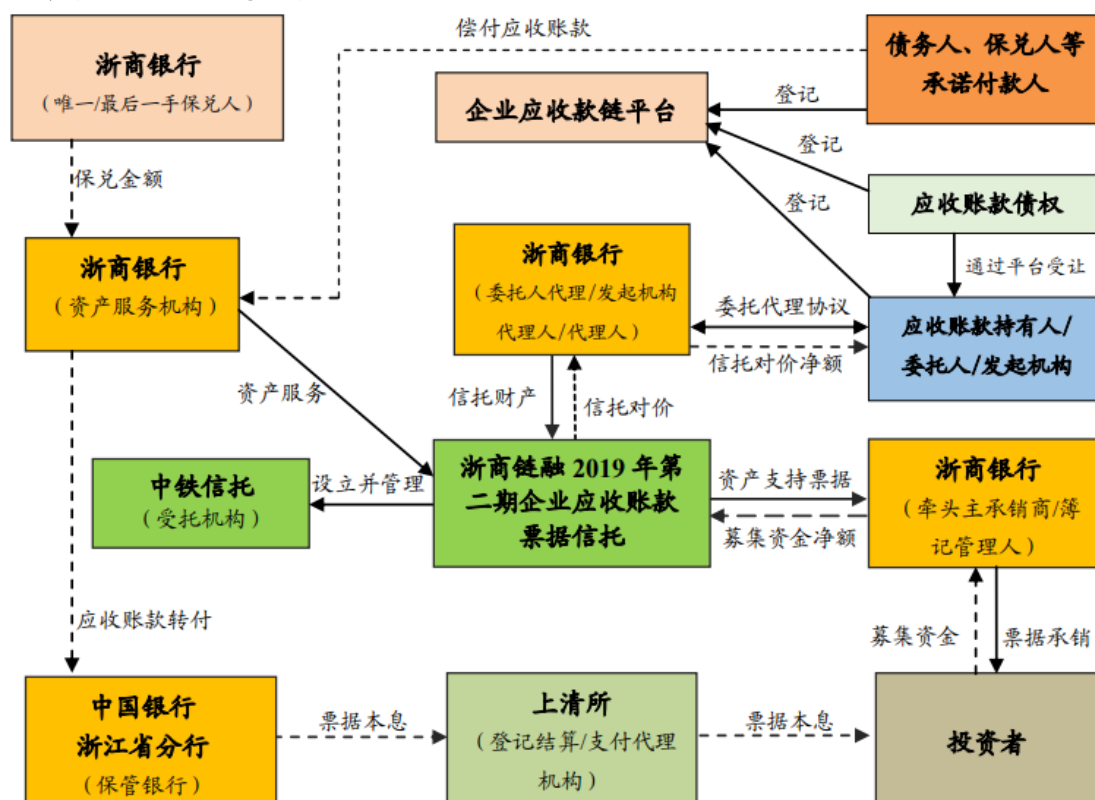 偿付应收账款
浙商银行
（唯一/最后一手保兑人）
债务人、保兑人等
承诺付款人
企业应收款链平台
登记
登记
保兑金额
登记
应收账款债权
浙商银行
（资产服务机构）
浙商银行
（委托人代理/发起机构
代理人/代理人）
通过平台受让
委托代理协议
信托对价净额
应收账款持有人/
委托人/发起机构
资产服务
信托财产
信托对价
中铁信托
（受托机构）
设立并管理
浙商链融 2019 年第
二期企业应收账款
票据信托
资产支持票据
募集资金净额
浙商银行
（牵头主承销商/簿
记管理人）
应收账款转付
募集资金
票据承销
中国银行
浙江省分行
（保管银行）
票据本息
上清所
（登记结算/支付代理
机构）
票据本息
投资者